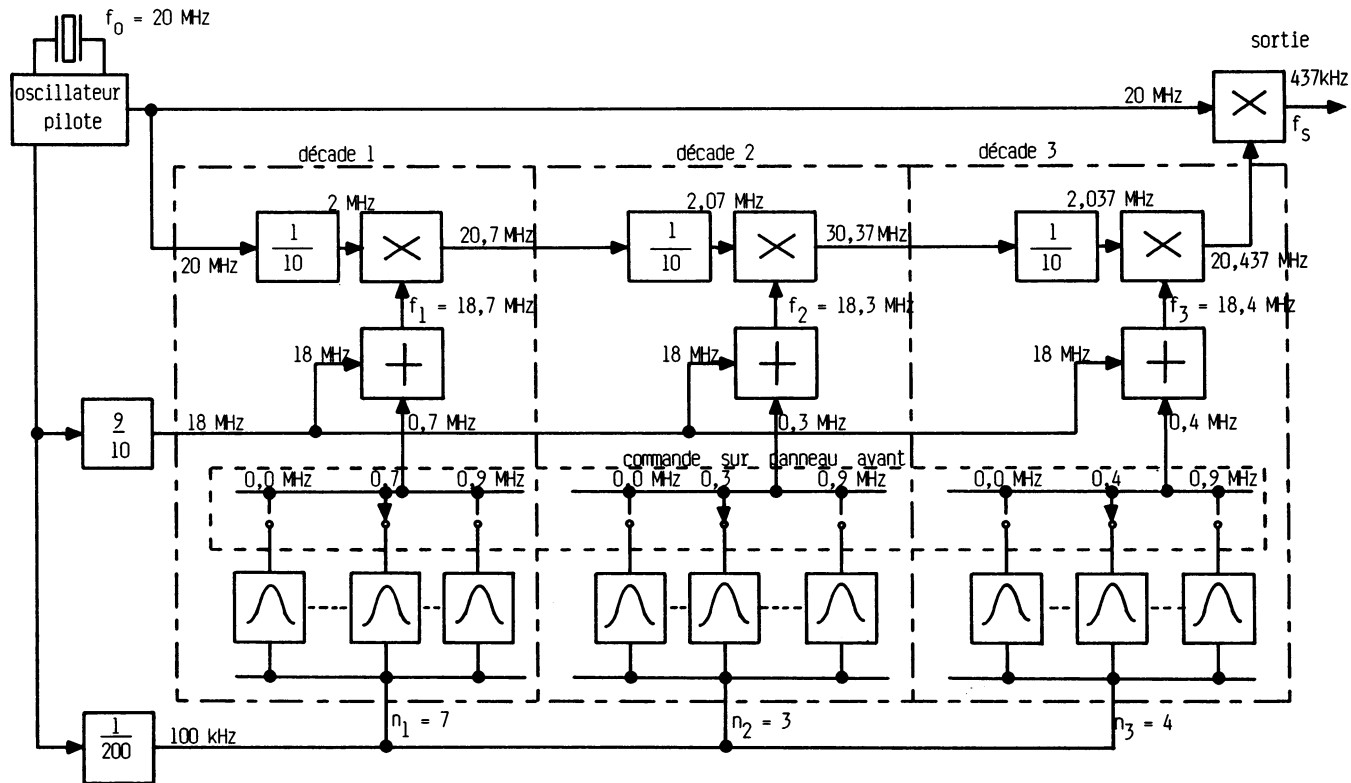 f0 = 20 MHz
sortie
oscillateur
pilote
20 MHz
437kHz
fs
décade 1
décade 2
décade 3
2 MHz
2,07 MHz
2,037 MHz
1
10
20,7 MHz
1
10
30,37MHz
1
10
20 MHz
20,437 MHz
f1 = 18,7 MHz
f2 = 18,3 MHz
f3 = 18,4 MHz
18 MHz
18 MHz
18 MHz
9
10
18 MHz
0,7 MHz
0,3 MHz
0,4 MHz
commande sur panneau avant
0,0 MHz
0,7
0,9 MHz
0,0 MHz
0,3
0,9 MHz
0,0 MHz
0,4
0,9 MHz
n1 = 7
n2 = 3
n3 = 4
1
200
100 kHz